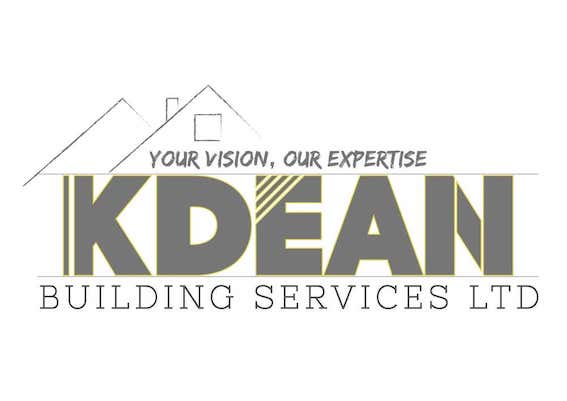 YOUR VISION, OUR EXPERTISE
KDEAN
BUILDING SERVICES LTD